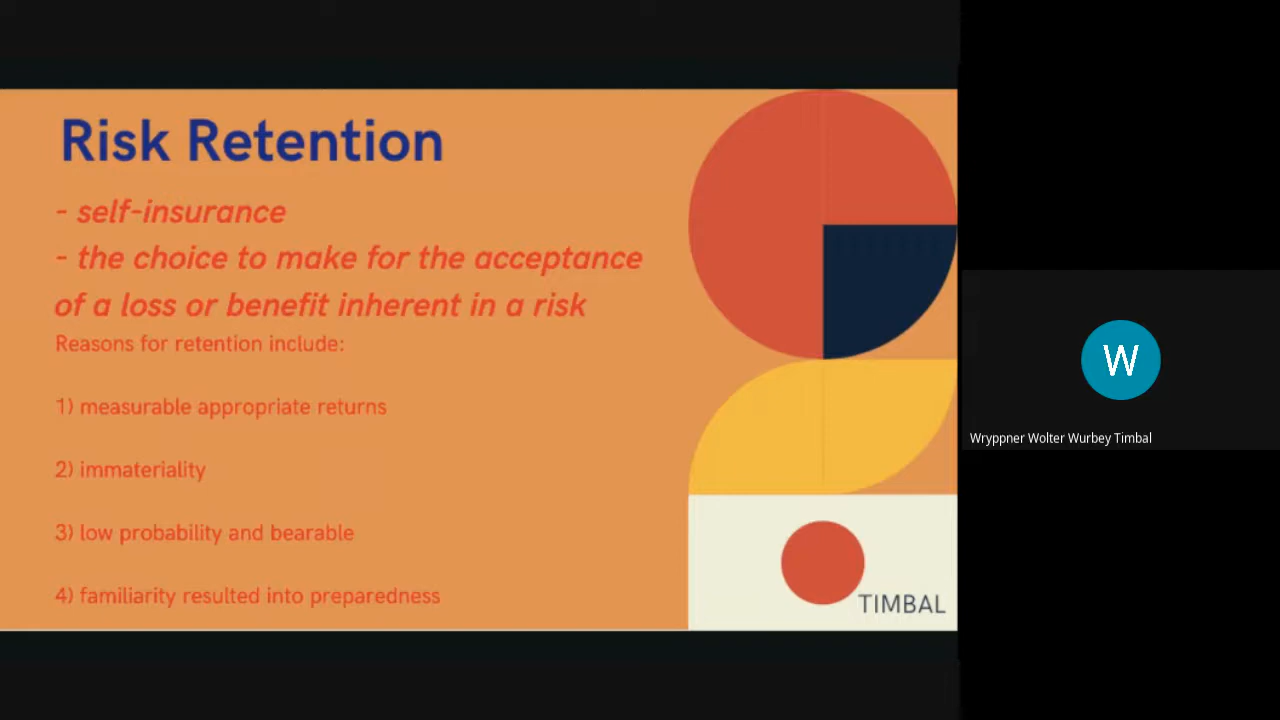 Risk Retention
- self-insurance
- the choice to make for the acceptance
of a loss or benefit inherent in a risk
Reasons for retention include:
1) measurable appropriate returns
2) immateriality
3) low probability and bearable
4) familiarity resulted into preparedness
TIMBAL
W
Wryppner Wolter Wurbey Timbal